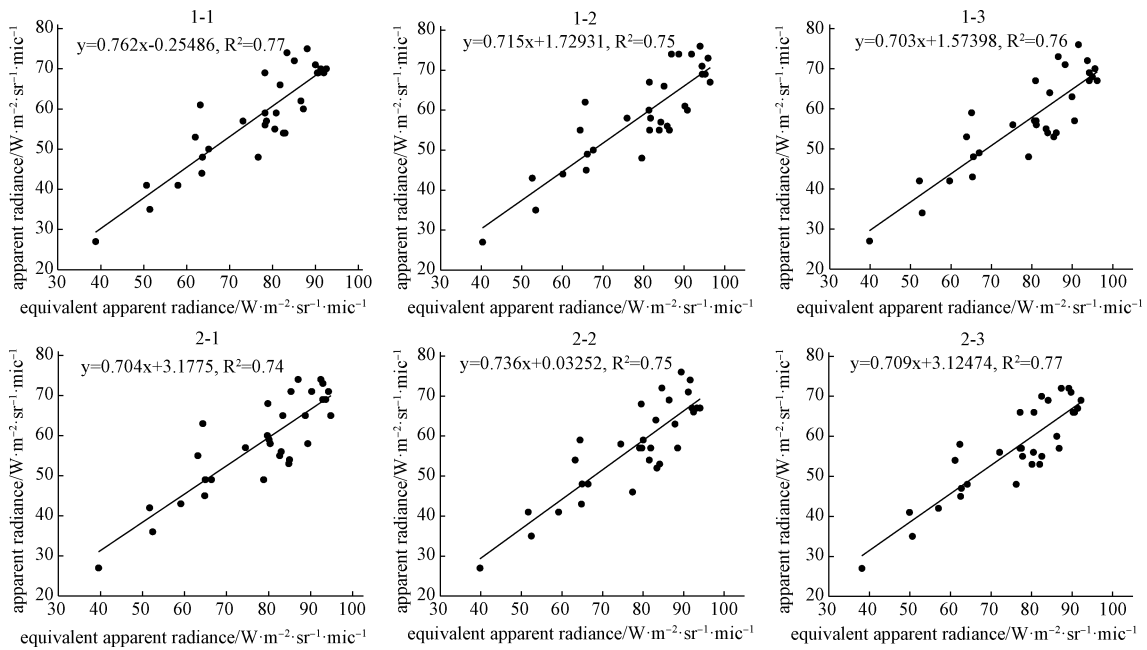 1-1
y=0.762x-0.25486, R²=0.77
80
70
60
50
40
30
20
30 40 50 60 70 80 90 100
apparent radiance/W·m⁻²·sr⁻¹·mic⁻¹
equivalent apparent radiance/W·m⁻²·sr⁻¹·mic⁻¹
1-2
y=0.715x+1.72931, R²=0.75
80
70
60
50
40
30
20
30 40 50 60 70 80 90 100
apparent radiance/W·m⁻²·sr⁻¹·mic⁻¹
equivalent apparent radiance/W·m⁻²·sr⁻¹·mic⁻¹
1-3
y=0.703x+1.57398, R²=0.76
80
70
60
50
40
30
20
30 40 50 60 70 80 90 100
apparent radiance/W·m⁻²·sr⁻¹·mic⁻¹
equivalent apparent radiance/W·m⁻²·sr⁻¹·mic⁻¹
2-1
y=0.704x+3.1775, R²=0.74
80
70
60
50
40
30
20
30 40 50 60 70 80 90 100
apparent radiance/W·m⁻²·sr⁻¹·mic⁻¹
equivalent apparent radiance/W·m⁻²·sr⁻¹·mic⁻¹
2-2
y=0.736x+0.03252, R²=0.75
80
70
60
50
40
30
20
30 40 50 60 70 80 90 100
apparent radiance/W·m⁻²·sr⁻¹·mic⁻¹
equivalent apparent radiance/W·m⁻²·sr⁻¹·mic⁻¹
2-3
y=0.709x+3.12474, R²=0.77
80
70
60
50
40
30
20
30 40 50 60 70 80 90 100
apparent radiance/W·m⁻²·sr⁻¹·mic⁻¹
equivalent apparent radiance/W·m⁻²·sr⁻¹·mic⁻¹